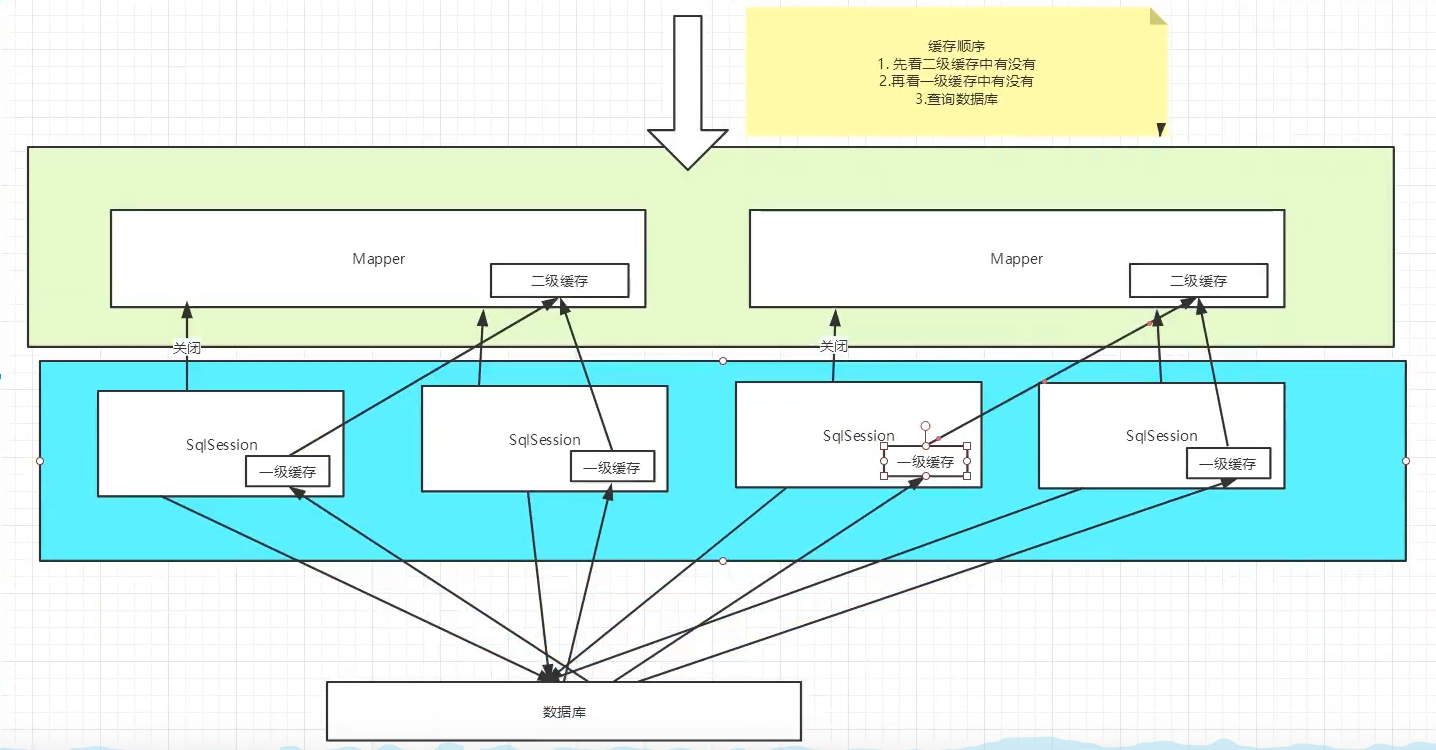 缓存顺序
1. 先看二级缓存中有没有
2.再看一级缓存中有没有
3.查询数据库
Mapper
二级缓存
Mapper
二级缓存
关闭
关闭
SqlSession
一级缓存
SqlSession
一级缓存
SqlSession
一级缓存
SqlSession
一级缓存
数据库